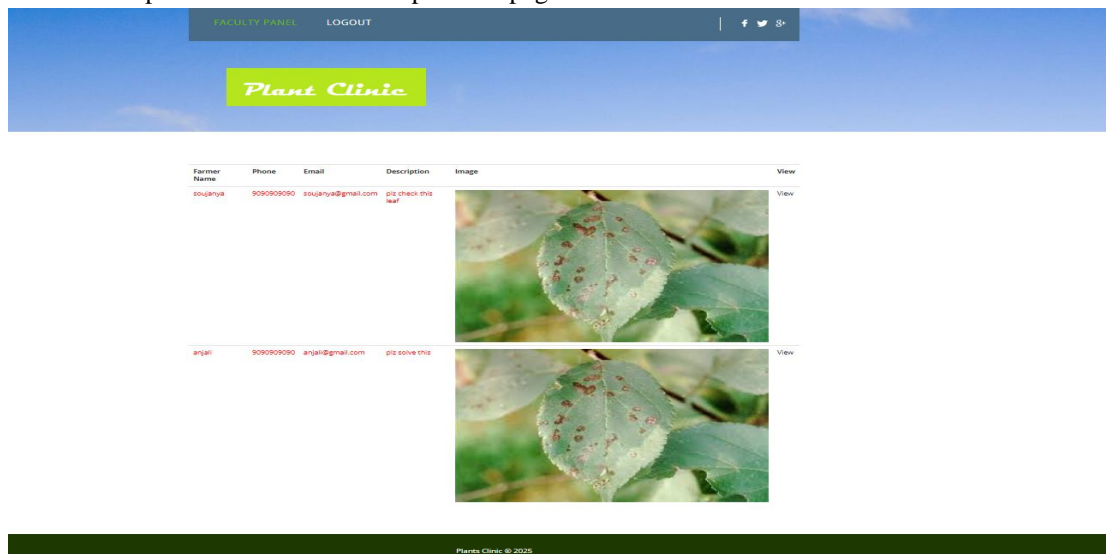 FACULTY PANEL LOGOUT f 8+
Plant Clinic
Farmer Name Phone Email Description Image View
soujanya 9090909090 soujanya@gmail.com plz check this leaf View
anjali 9090909090 anjali@gmail.com plz solve this View
Plants Clinic © 2025